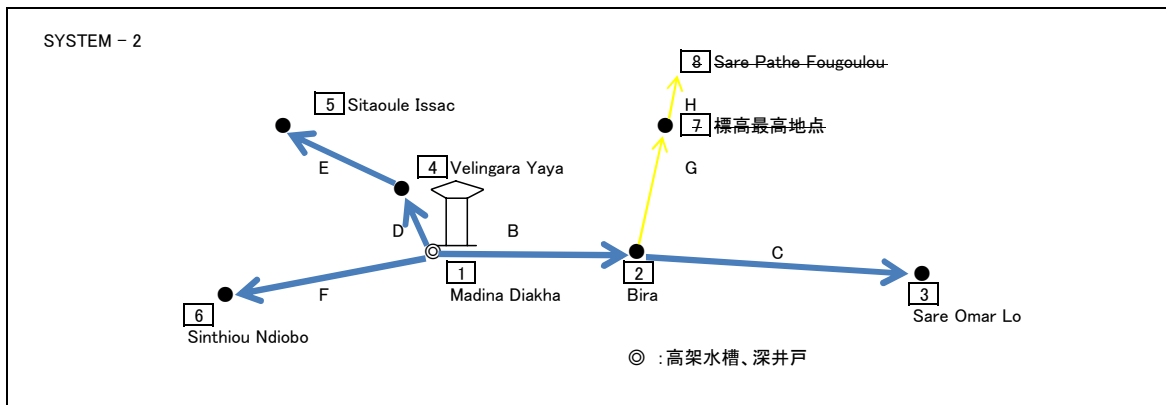 SYSTEM - 2
8 Sare Pathe Fougoulou
H
5 Sitaoule Issac
7 標高最高地点
E
4 Velingara Yaya
G
D
B
C
1
Madina Diakha
2
Bira
3
Sare Omar Lo
F
6
Sinthiou Ndiobo
◎ :高架水槽、深井戸